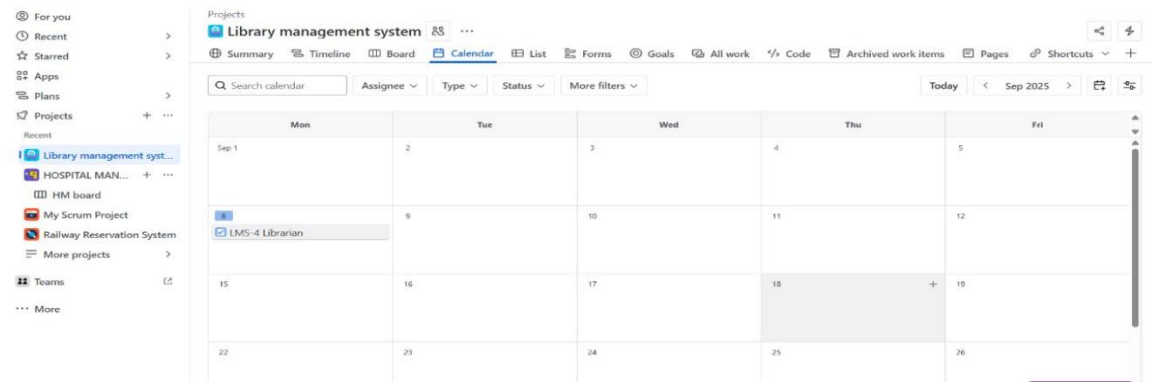 For you
Recent
Starred
Apps
Plans
Projects
Recent
Library management syst...
HOSPITAL MAN...
HM board
My Scrum Project
Railway Reservation System
More projects
Teams
More
Projects
Library management system
Summary Timeline Board Calendar List Forms Goals All work Code Archived work items Pages Shortcuts
Search calendar Assignee Type Status More filters Today Sep 2025
Mon Tue Wed Thu Fri
Sep 1 2 3 4 5
8 9 10 11 12
LMS-4 Librarian
15 16 17 18 19
22 23 24 25 26